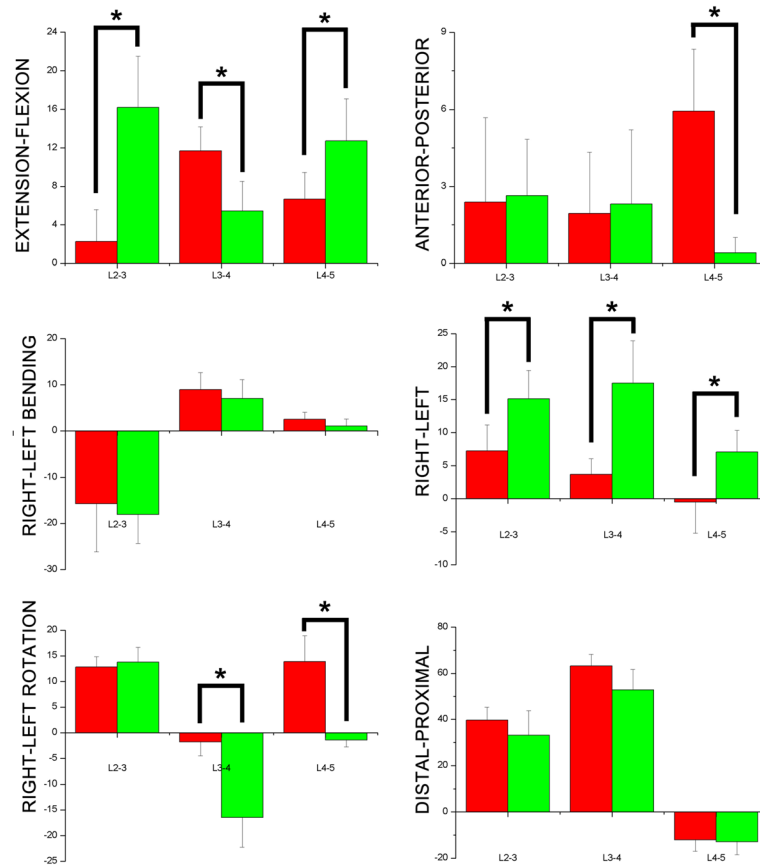 EXTENSION-FLEXION
24
20
16
12
8
4
0
*
*
*
L2-3
L3-4
L4-5
ANTERIOR-POSTERIOR
9
6
3
0
*
L2-3
L3-4
L4-5
RIGHT-LEFT BENDING
20
10
0
-10
-20
-30
L2-3
L3-4
L4-5
RIGHT-LEFT
25
20
15
10
5
0
-5
-10
*
*
*
L2-3
L3-4
L4-5
RIGHT-LEFT ROTATION
20
15
10
5
0
-5
-10
-15
-20
-25
*
*
L2-3
L3-4
L4-5
DISTAL-PROXIMAL
80
60
40
20
0
-20
L2-3
L3-4
L4-5